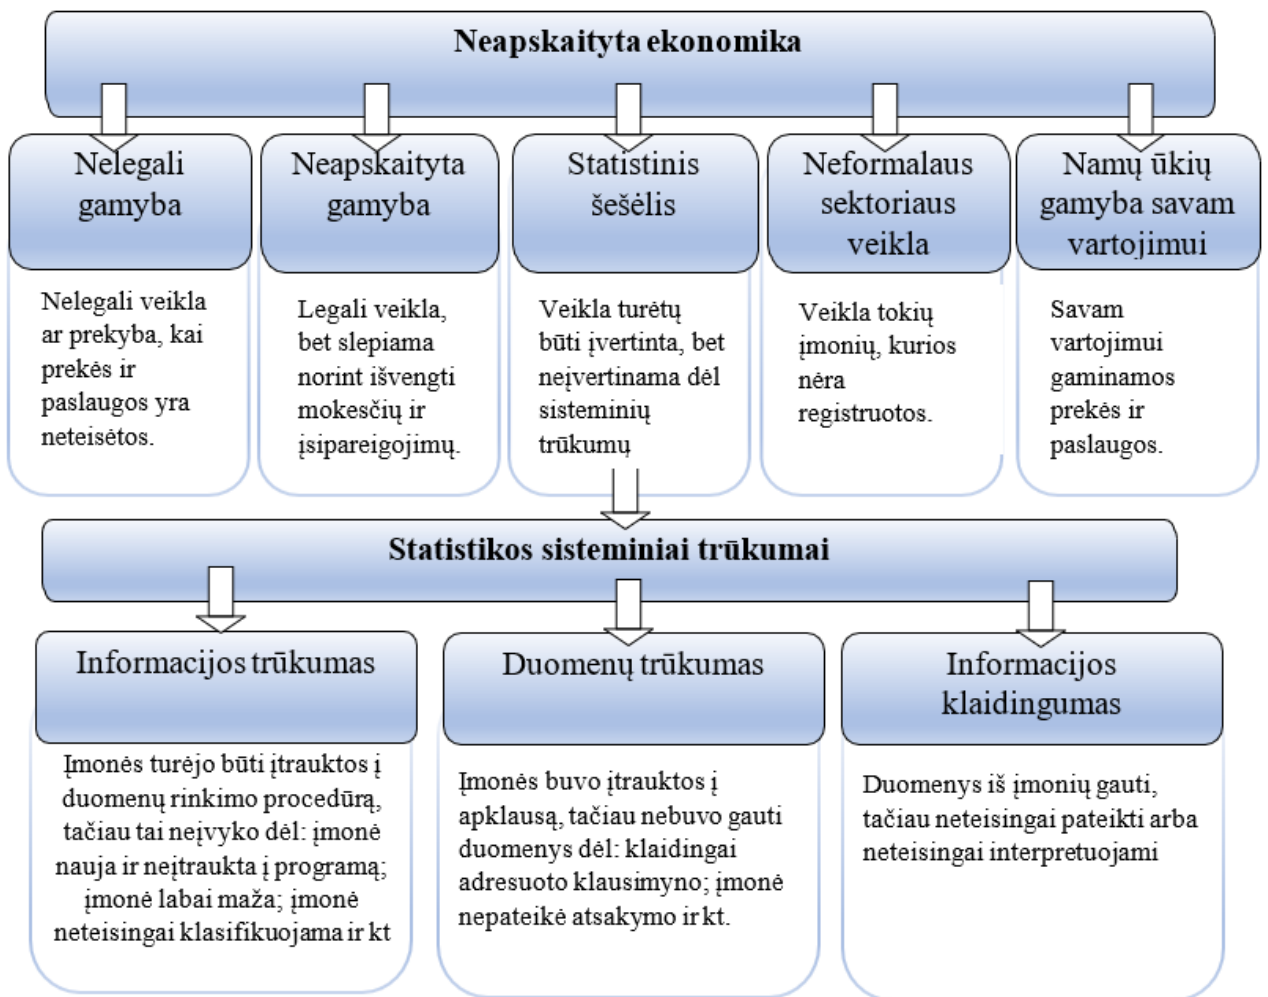 Neapskaityta ekonomika
Nelegali
gamyba
Nelegali veikla
ar prekyba, kai
prekės ir
paslaugos yra
neteisėtos.
Neapskaityta
gamyba
Legali veikla,
bet slepiama
norint išvengti
mokesčių ir
įsipareigojimų.
Statistinis
šešėlis
Veikla turėtų
būti įvertinta, bet
neįvertinama dėl
sisteminių
trūkumų
Neformalaus
sektoriaus
veikla
Veikla tokių
įmonių, kurios
nėra
registruotos.
Namų ūkių
gamyba savam
vartojimui
Savam
vartojimui
gaminamos
prekės ir
paslaugos.
Statistikos sisteminiai trūkumai
Informacijos trūkumas
Įmonės turėjo būti įtrauktos į
duomenų rinkimo procedūrą,
tačiau tai neįvyko dėl: įmonė
nauja ir neįtraukta į programą;
įmonė labai maža; įmonė
neteisingai klasifikuojama ir kt
Duomenų trūkumas
Įmonės buvo įtrauktos į
apklausą, tačiau nebuvo gauti
duomenys dėl: klaidingai
adresuoto klausimyno; įmonė
nepateikė atsakymo ir kt.
Informacijos
klaidingumas
Duomenys iš įmonių gauti,
tačiau neteisingai pateikti arba
neteisingai interpretuojami